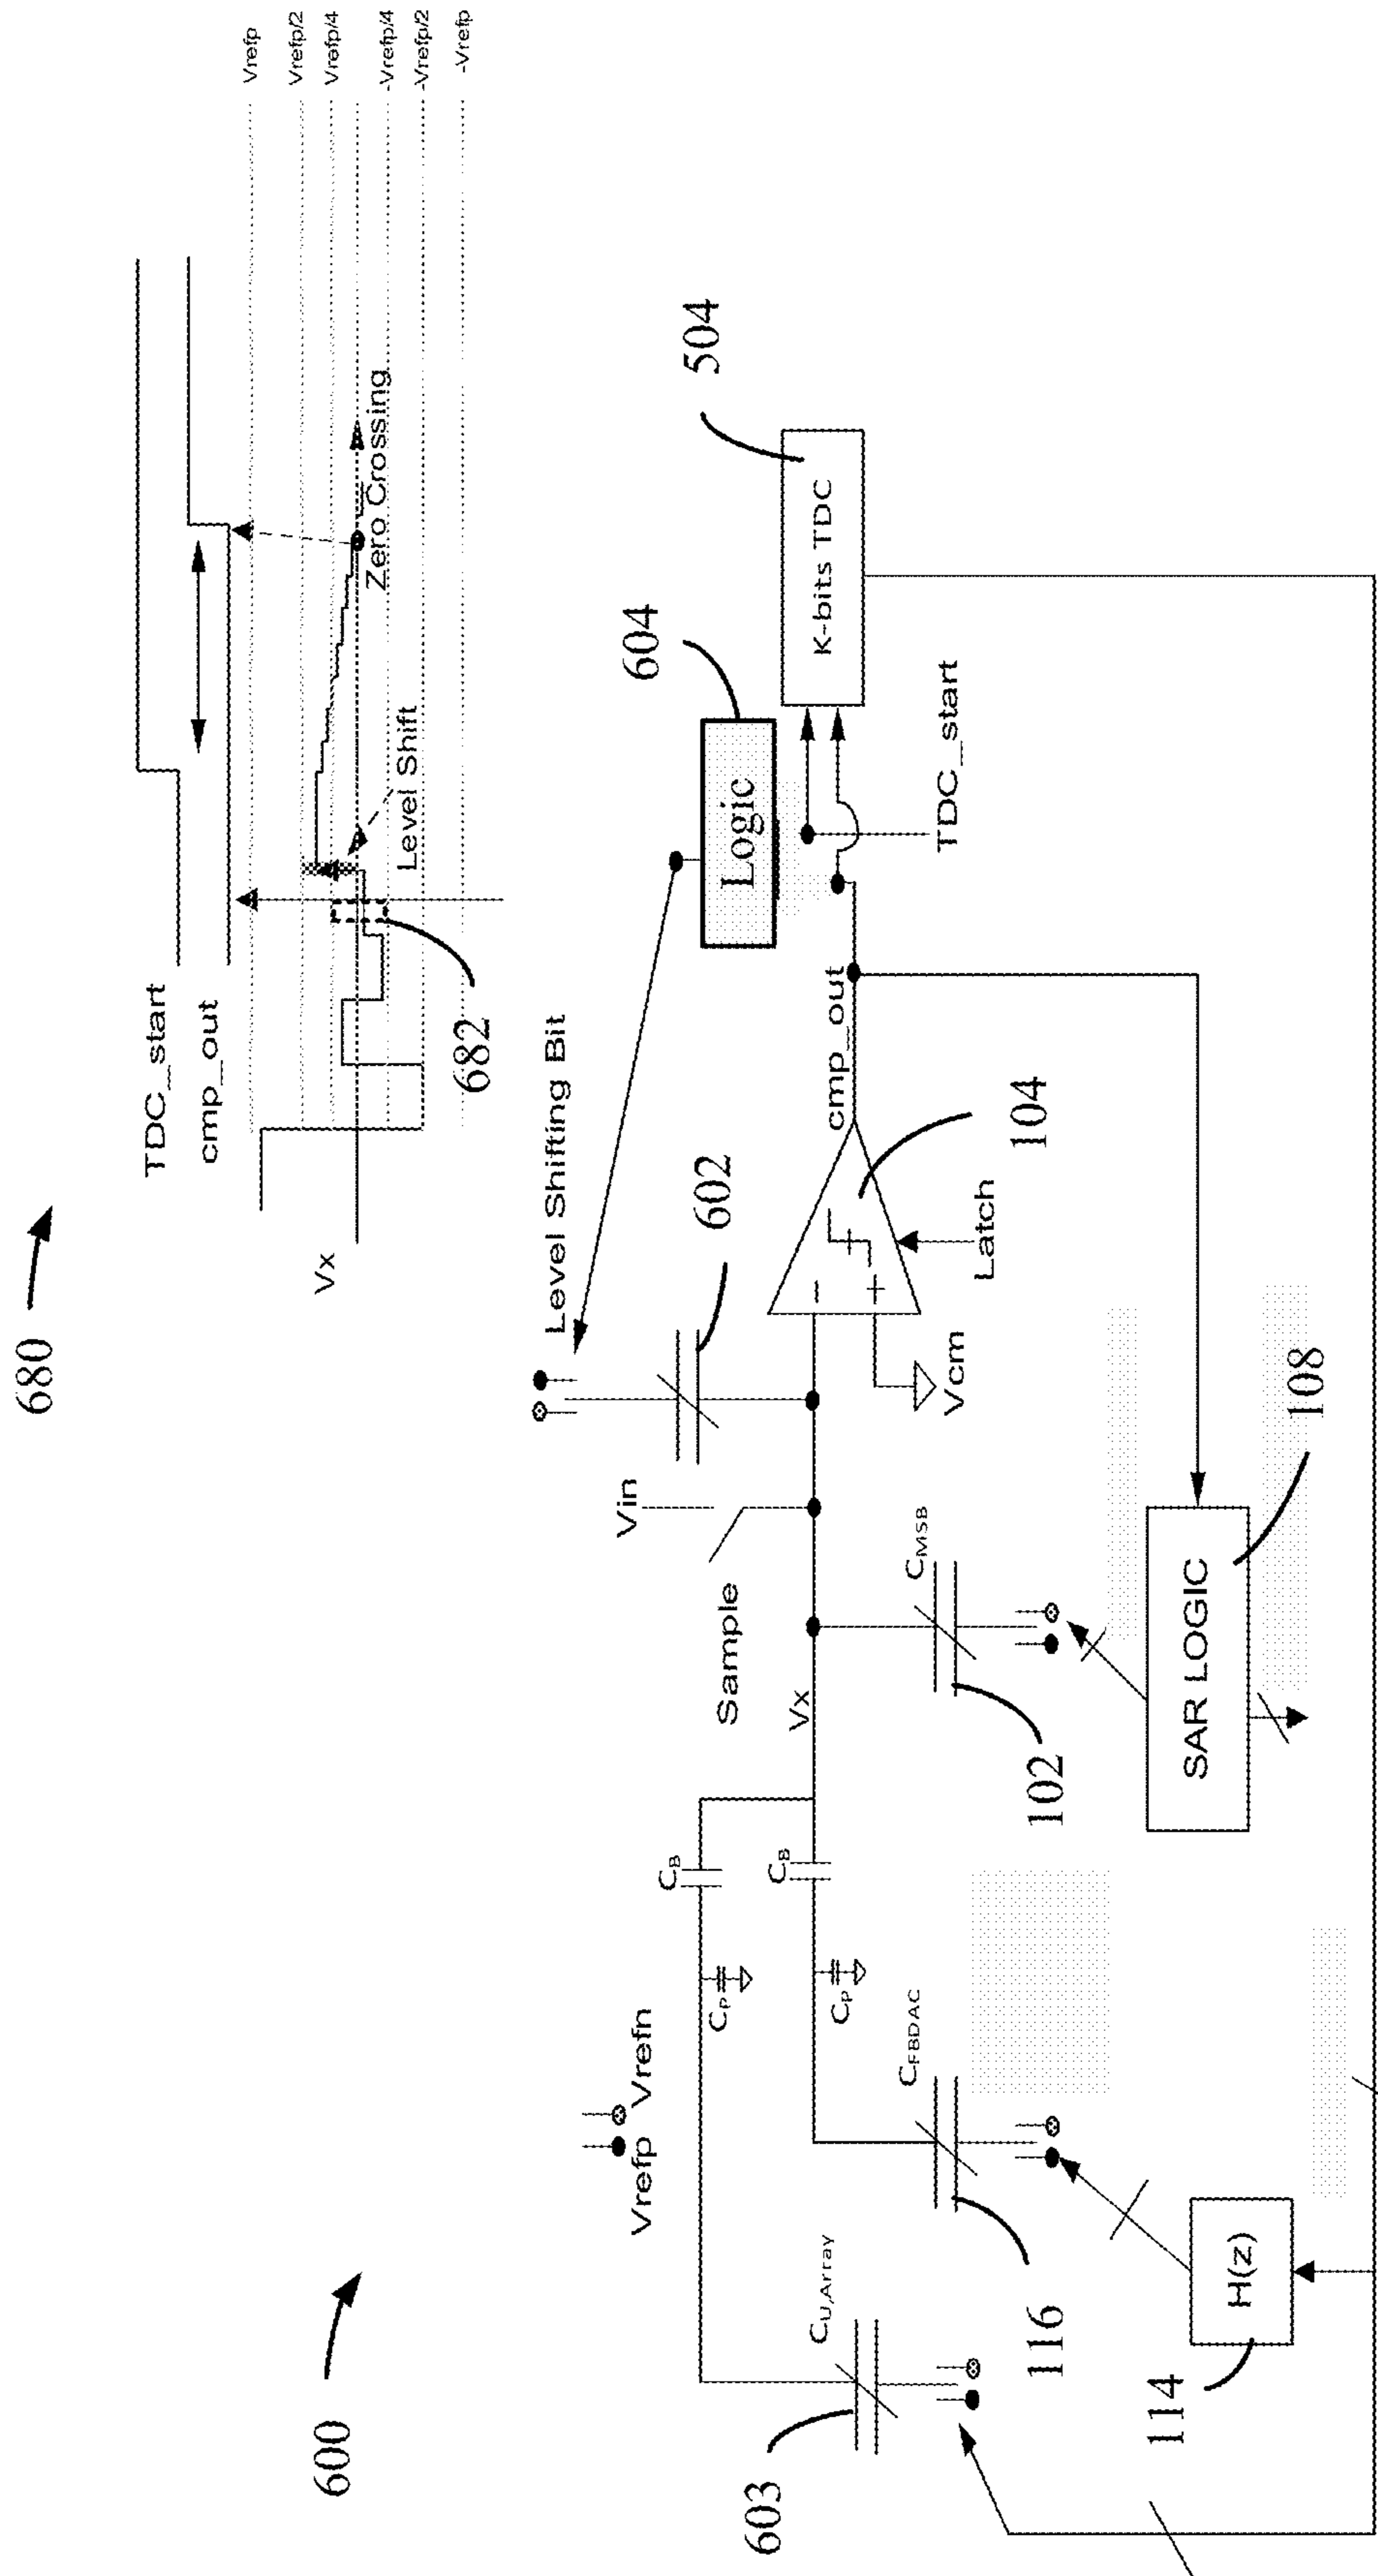 680
TDC_start
cmp_out
Vx
Vrefp
Vrefp/2
Vrefp/4
-Vrefp/4
-Vrefp/2
-Vrefp
Zero Crossing
Level Shift
682
600
Vrefp Vrefn
Vin
Sample
Level Shifting Bit
602
604
Logic
504
K-bits TDC
TDC_start
cmp_out
104
Latch
−
+
Vcm
Vx
CB
CB
CP
CP
CU,Array
603
CFBDAC
116
CMSB
102
H(z)
114
SAR LOGIC
108